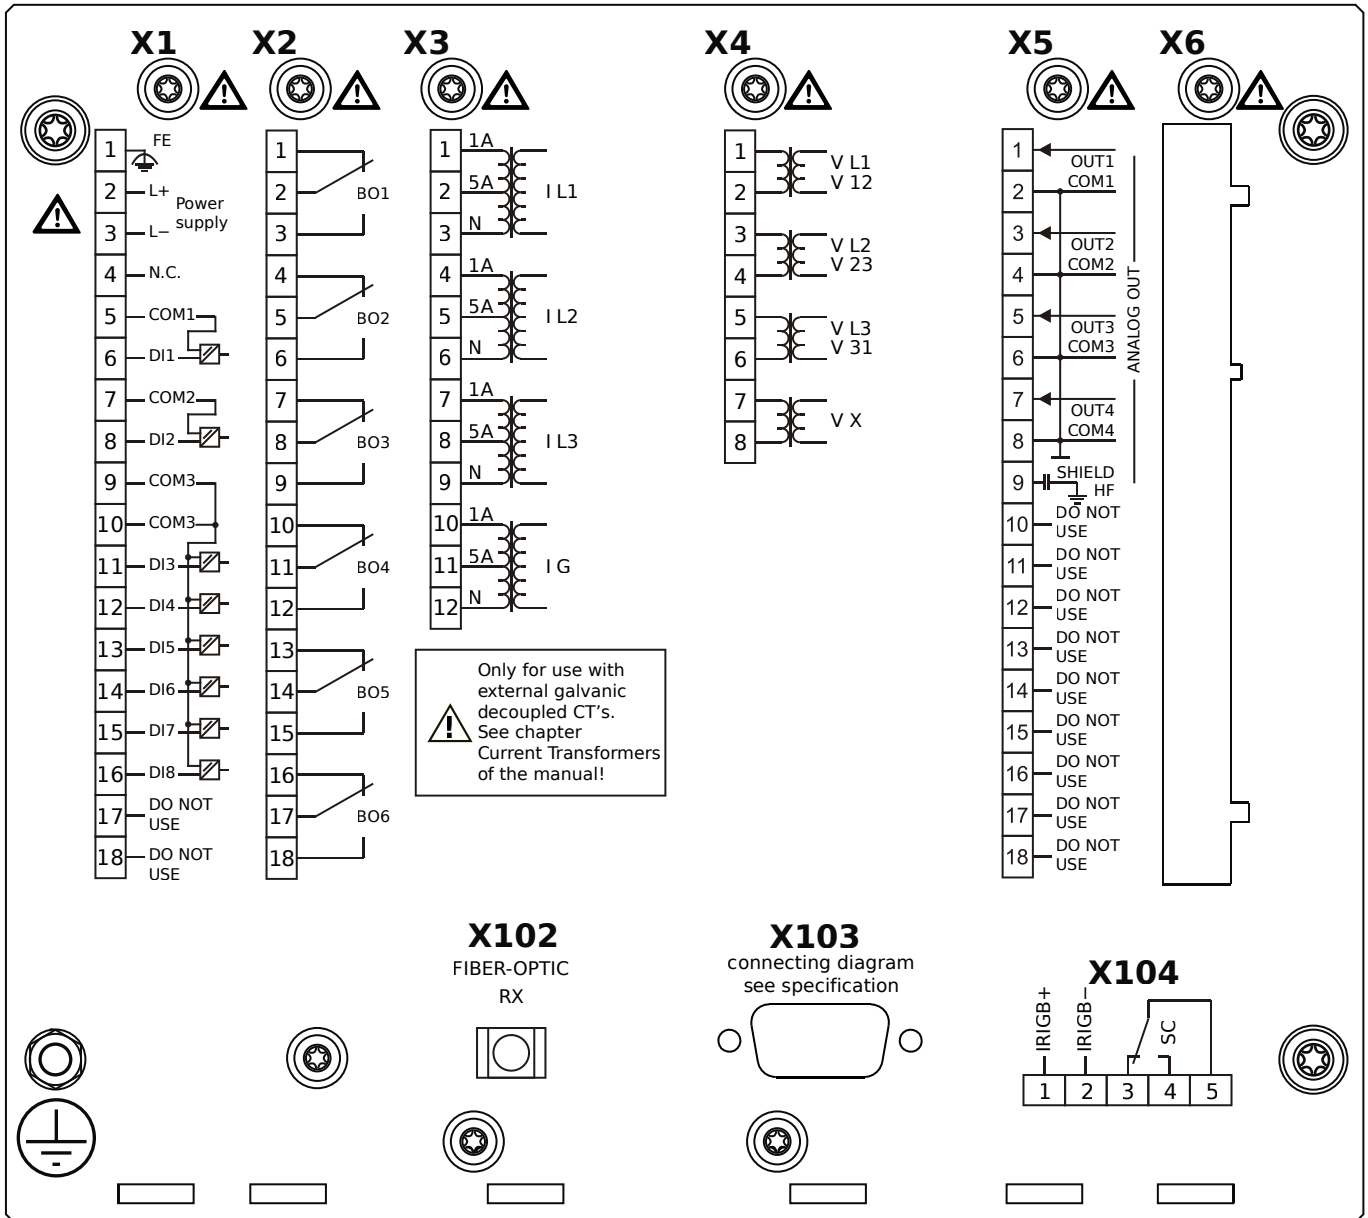 X1
X2
X3
X4
X5
X6
1 FE
2 L+
Power
supply
3 L−
4 N.C.
5 COM1
6 DI1
7 COM2
8 DI2
9 COM3
10 COM3
11 DI3
12 DI4
13 DI5
14 DI6
15 DI7
16 DI8
17 DO NOT
USE
18 DO NOT
USE
1
2 BO1
3
4
5 BO2
6
7
8 BO3
9
10
11 BO4
12
13
14 BO5
15
16
17 BO6
18
1 1A
2 5A I L1
3 N
4 1A
5 5A I L2
6 N
7 1A
8 5A I L3
9 N
10 1A
11 5A I G
12 N
Only for use with
external galvanic
decoupled CT's.
See chapter
Current Transformers
of the manual!
1 V L1
2 V 12
3 V L2
4 V 23
5 V L3
6 V 31
7
V X
8
1 OUT1
2 COM1
3 OUT2
4 COM2
5 OUT3
6 COM3
7 OUT4
8 COM4
ANALOG OUT
9 SHIELD
HF
10 DO NOT
USE
11 DO NOT
USE
12 DO NOT
USE
13 DO NOT
USE
14 DO NOT
USE
15 DO NOT
USE
16 DO NOT
USE
17 DO NOT
USE
18 DO NOT
USE
X102
FIBER-OPTIC
RX
X103
connecting diagram
see specification
X104
IRIGB+
IRIGB−
SC
1 2 3 4 5